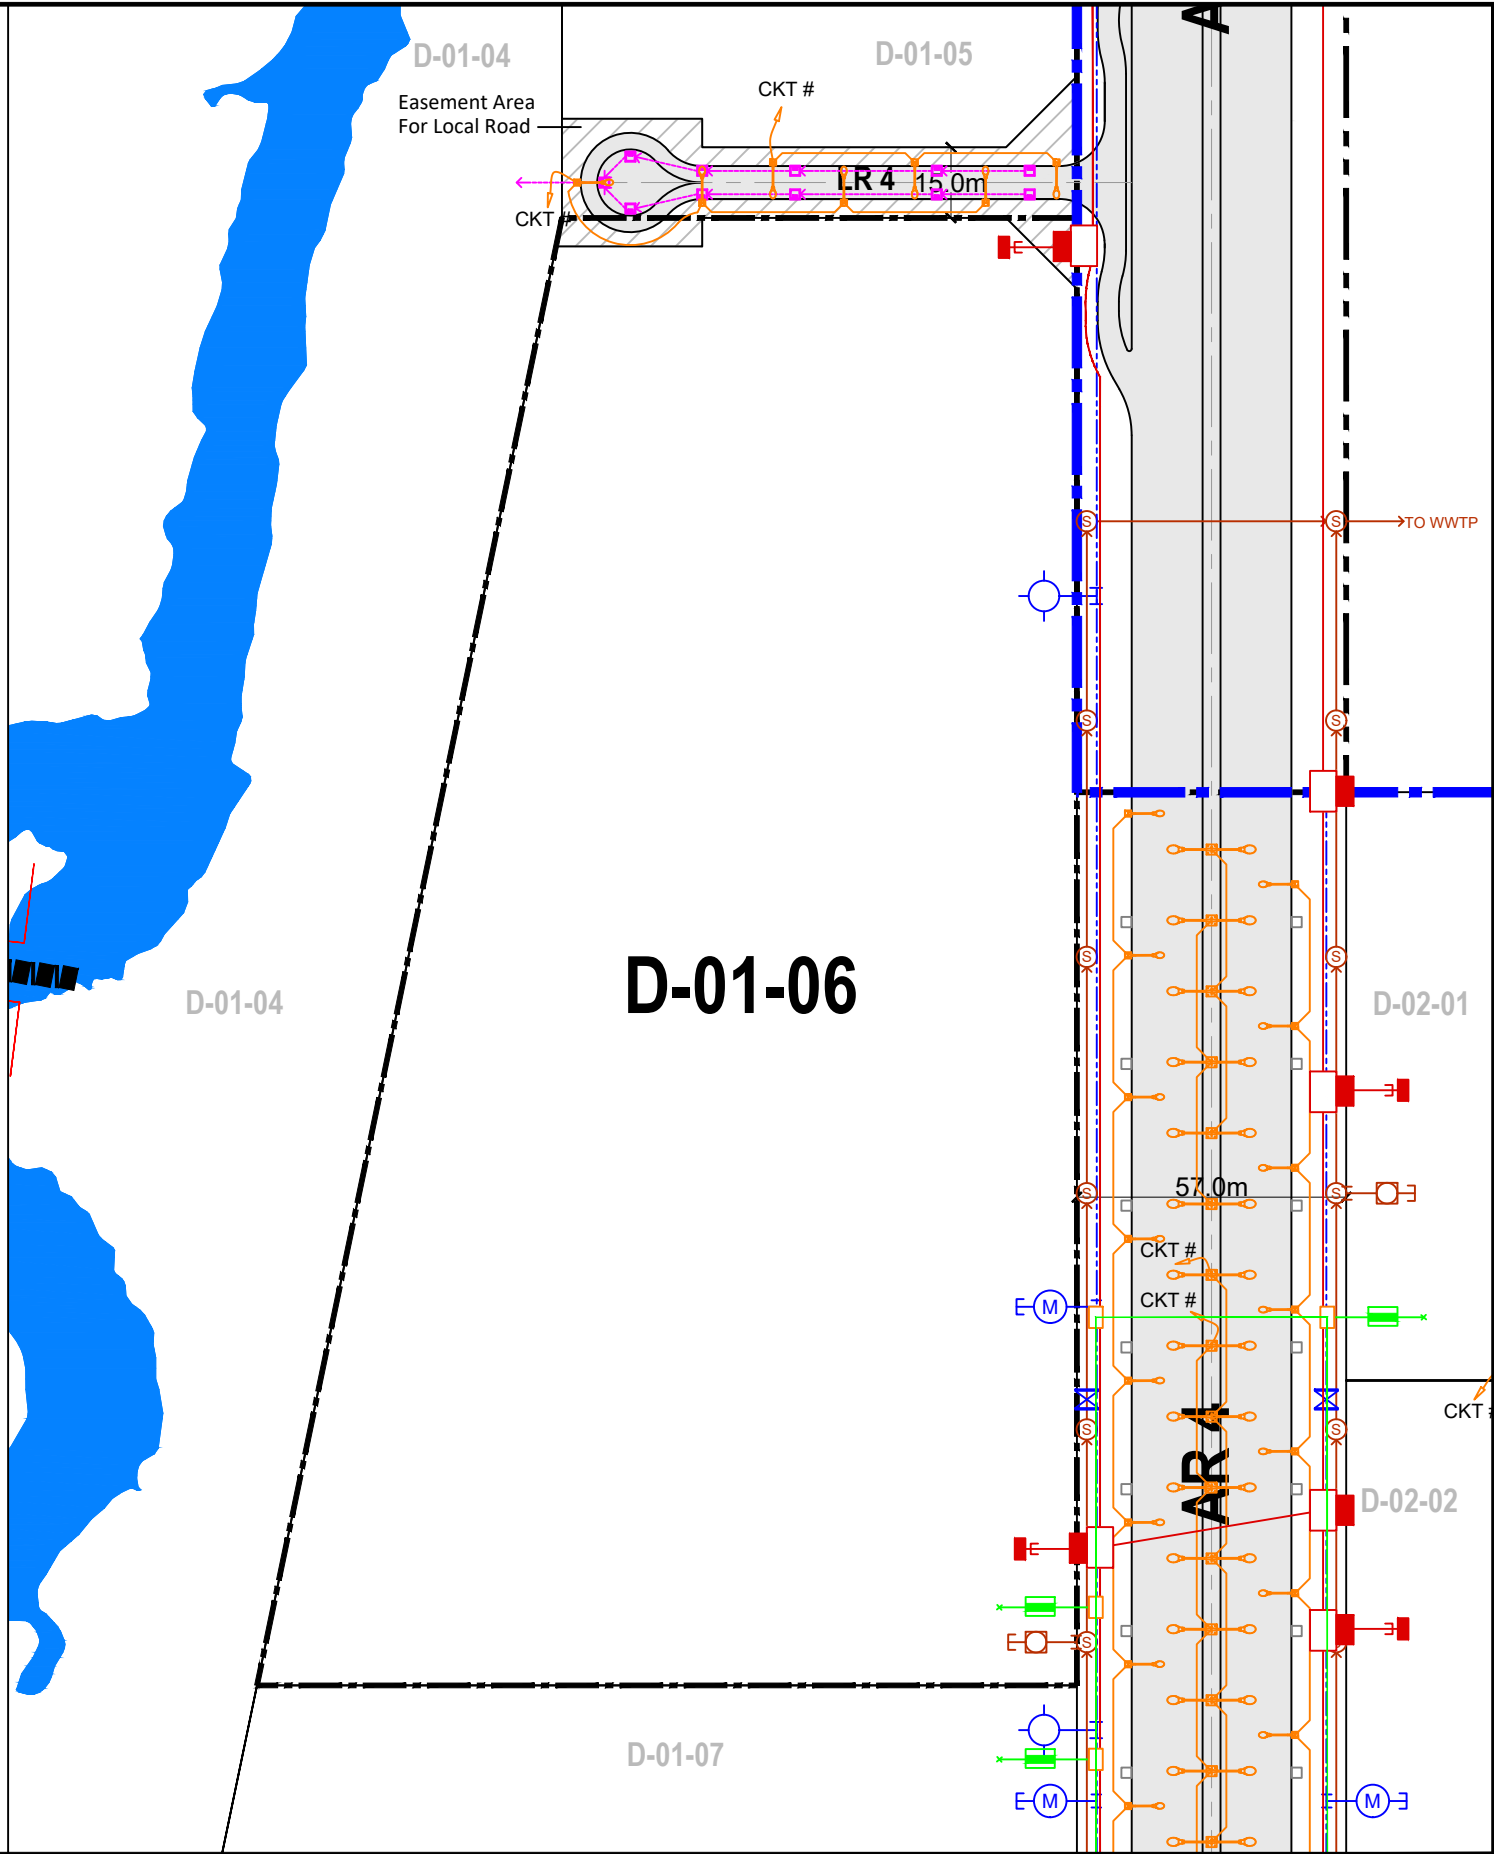 A
D-01-04
D-01-05
CKT #
Easement Area
For Local Road
LR 4
15.0m
CKT #
S
S
TO WWTP
S
S
D-01-06
S
S
D-01-04
D-02-01
57.0m
S
S
CKT #
CKT #
M
CKT #
S
S
AR 4
D-02-02
S
D-01-07
M
M